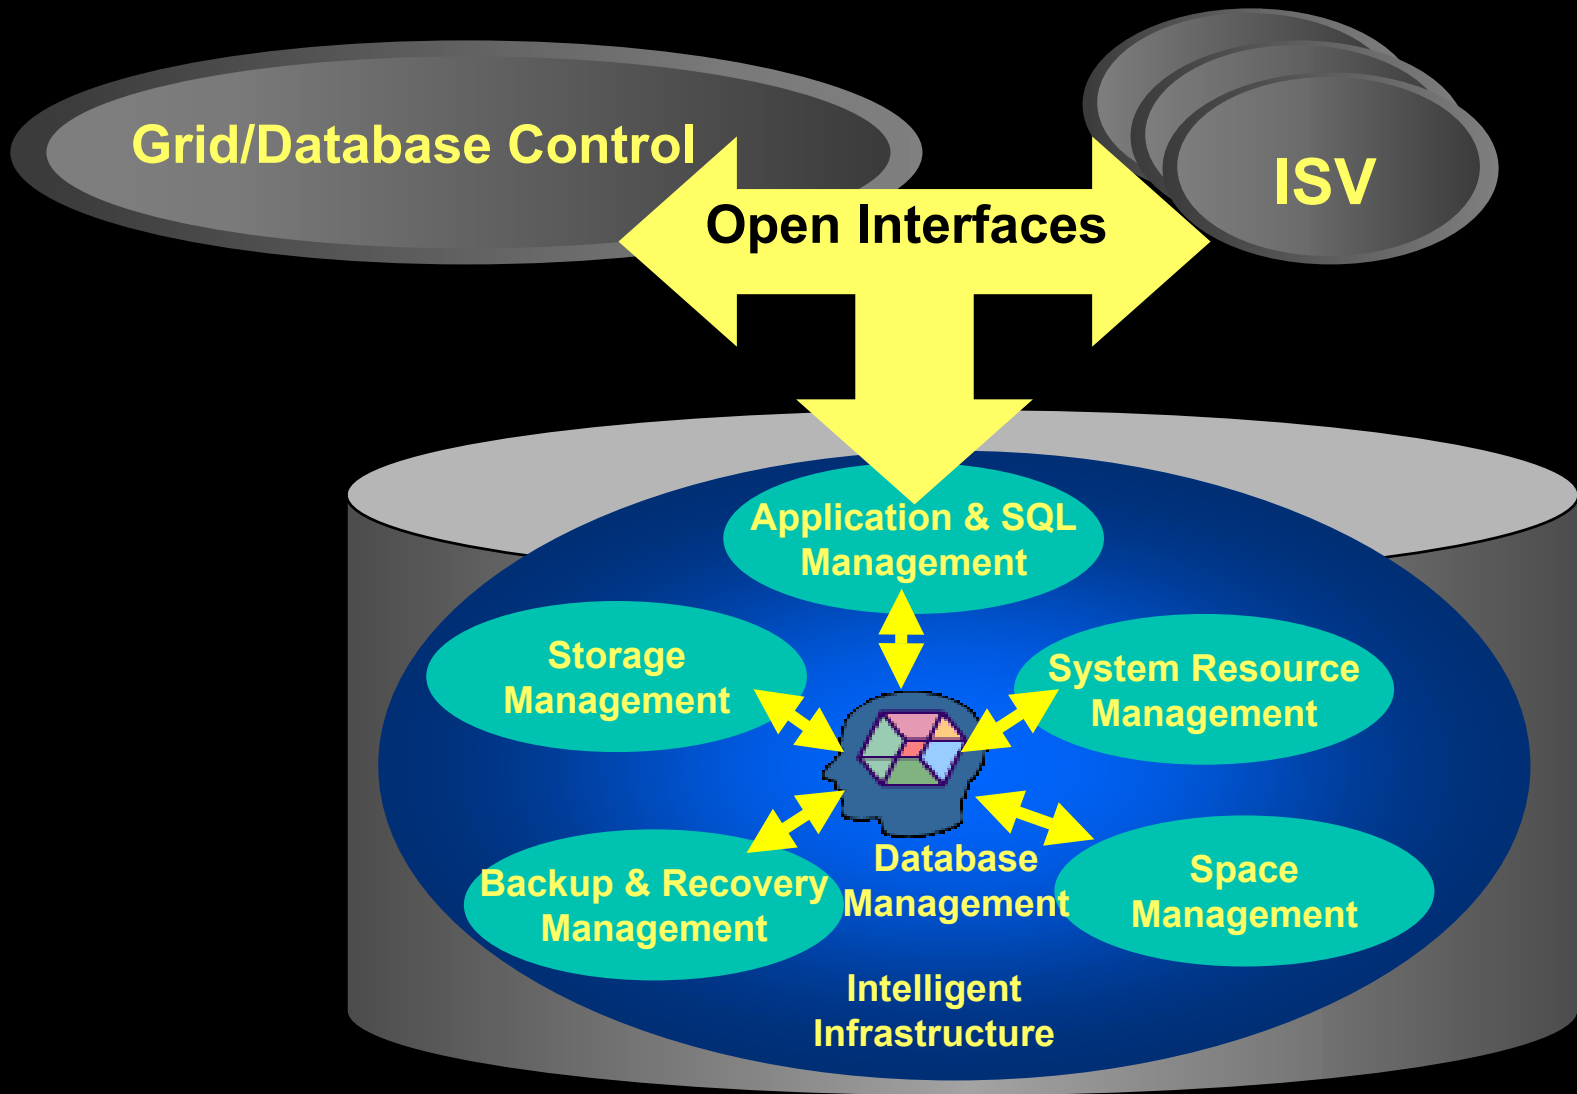 Grid/Database Control
ISV
Open Interfaces
Application & SQL
Management
Storage
Management
System Resource
Management
Backup & Recovery
Management
Database
Management
Space
Management
Intelligent
Infrastructure